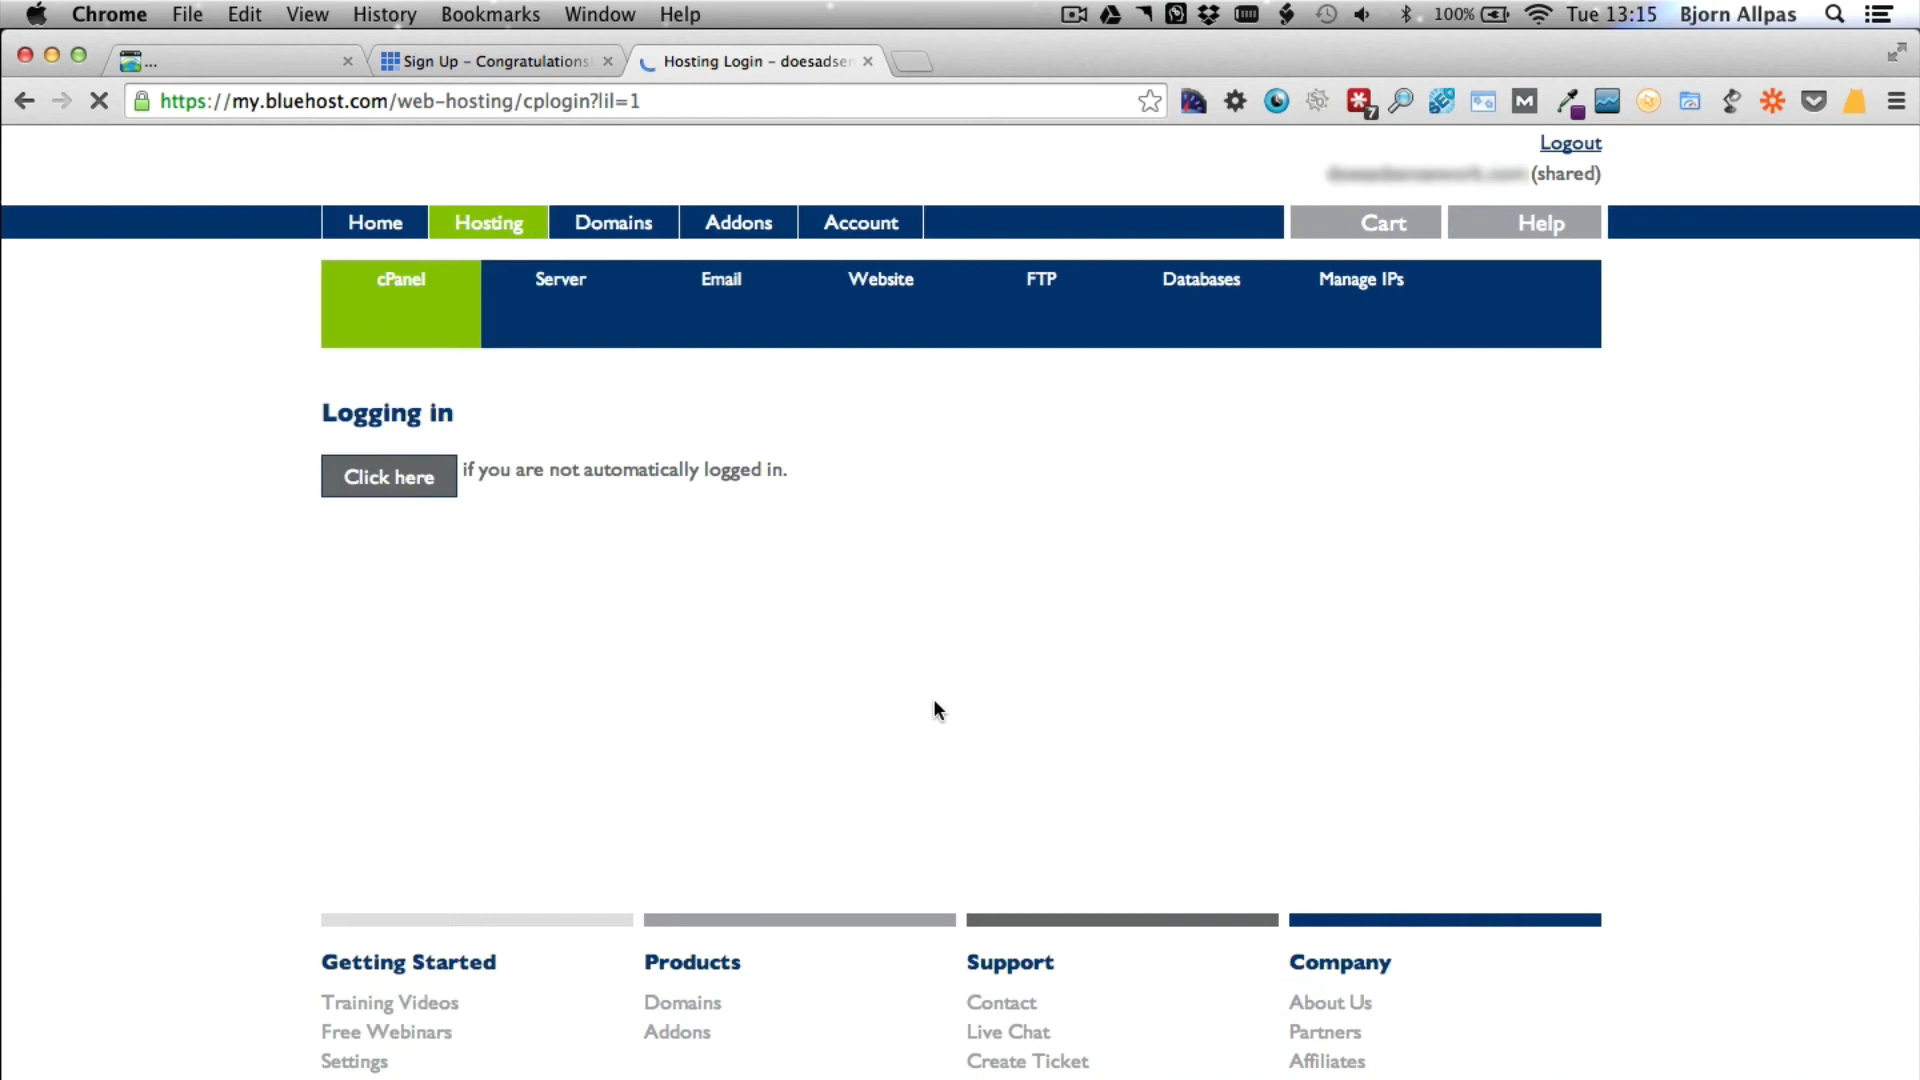 Chrome File Edit View History Bookmarks Window Help 100% Tue 13:15 Bjorn Allpas
... Sign Up – Congratulations Hosting Login – doesadsen
https://my.bluehost.com/web-hosting/cplogin?lil=1
7
Logout
(shared)
Home Hosting Domains Addons Account Cart Help
cPanel Server Email Website FTP Databases Manage IPs
Logging in
Click here if you are not automatically logged in.
Getting Started Products Support Company
Training Videos Domains Contact About Us
Free Webinars Addons Live Chat Partners
Settings Create Ticket Affiliates